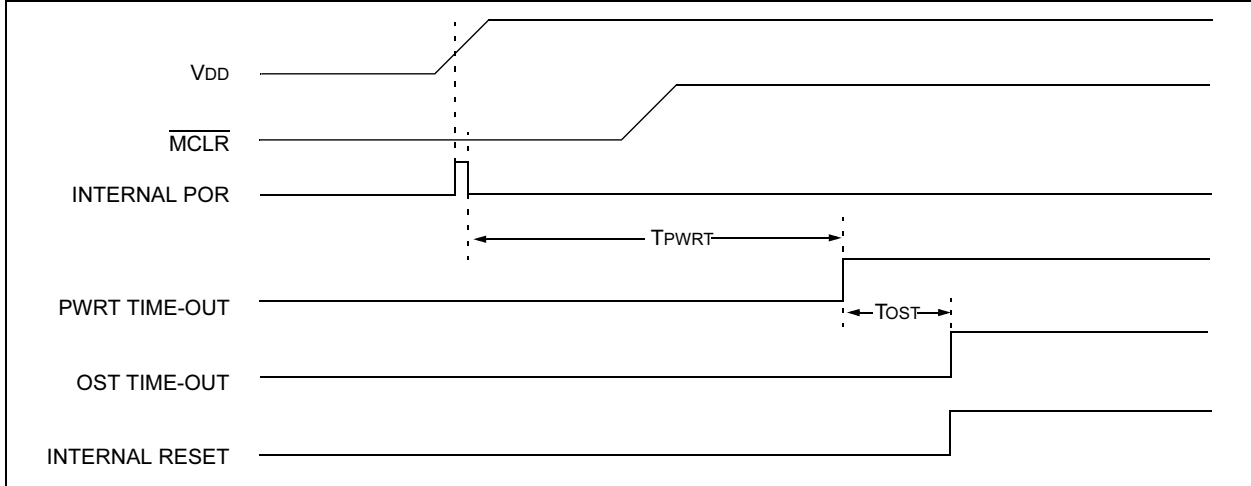 VDD
MCLR
INTERNAL POR
TPWRT
PWRT TIME-OUT
TOST
OST TIME-OUT
INTERNAL RESET